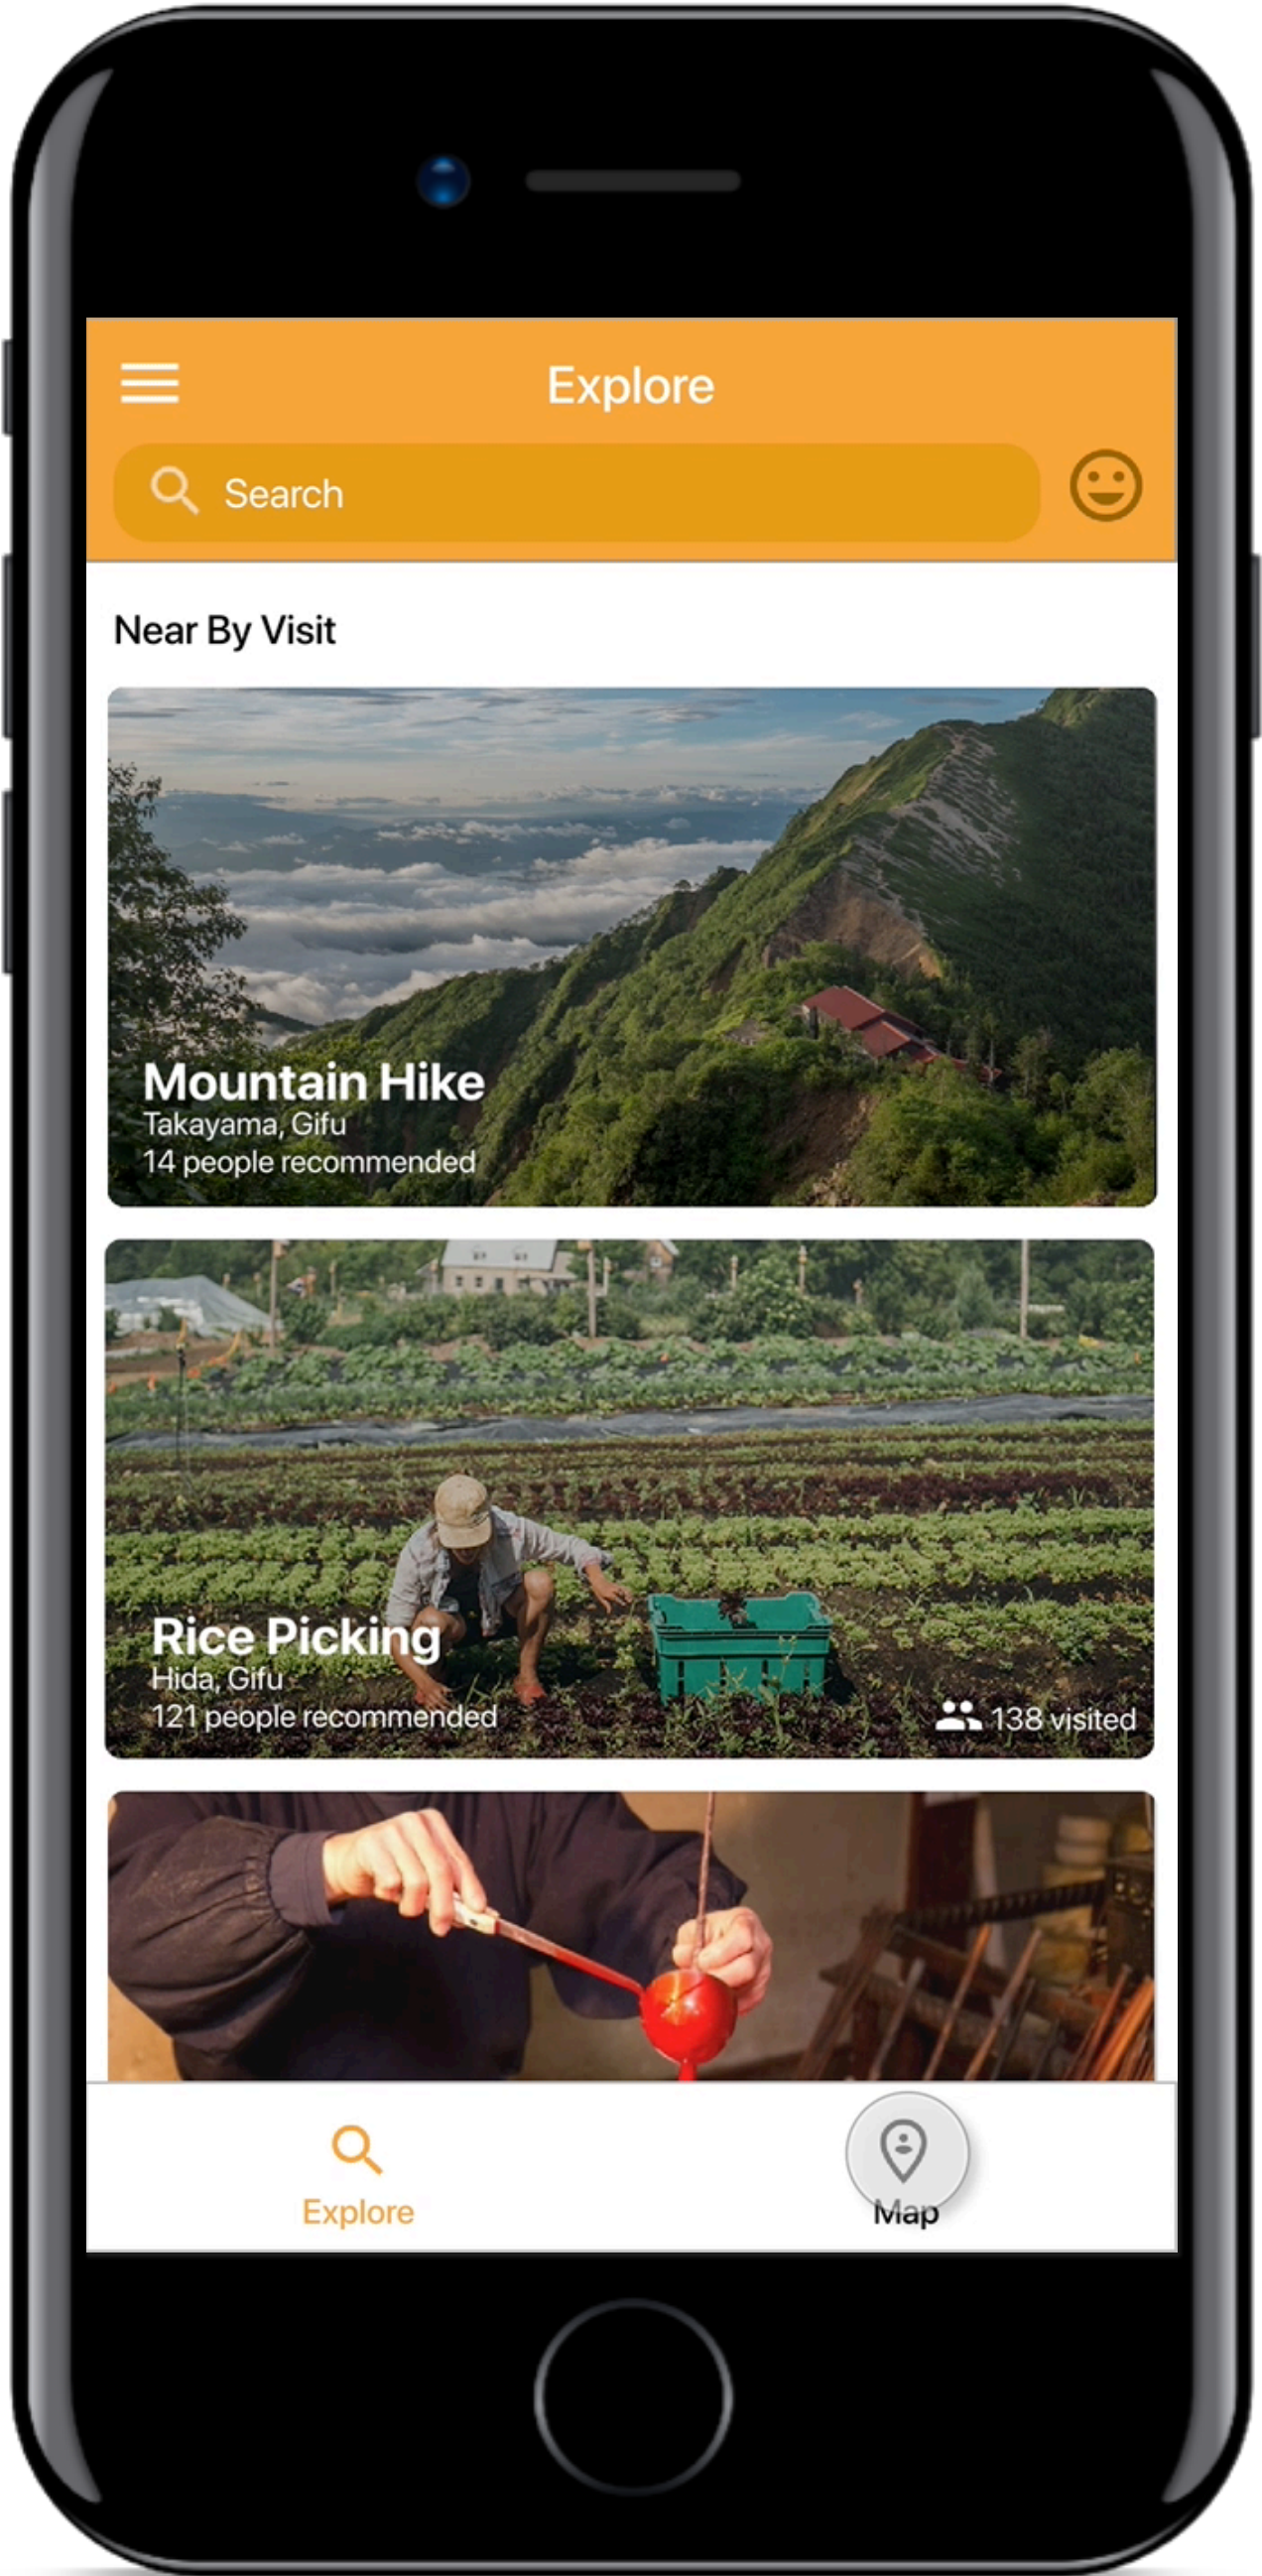 Explore
Search
Near By Visit
Mountain Hike
Takayama, Gifu
14 people recommended
Rice Picking
Hida, Gifu
121 people recommended
138 visited
Explore
Map